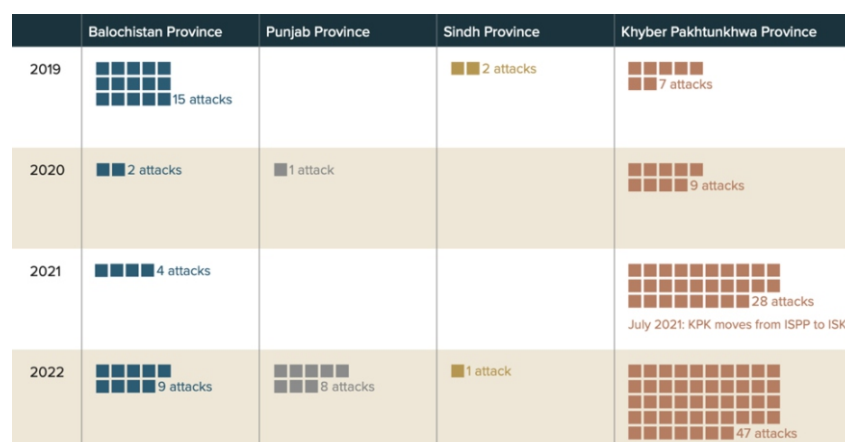 Balochistan Province Punjab Province Sindh Province Khyber Pakhtunkhwa Province
2019 15 attacks 2 attacks 7 attacks
2020 2 attacks 1 attack 9 attacks
2021 4 attacks 28 attacks
July 2021: KPK moves from ISPP to ISK
2022 9 attacks 8 attacks 1 attack 47 attacks